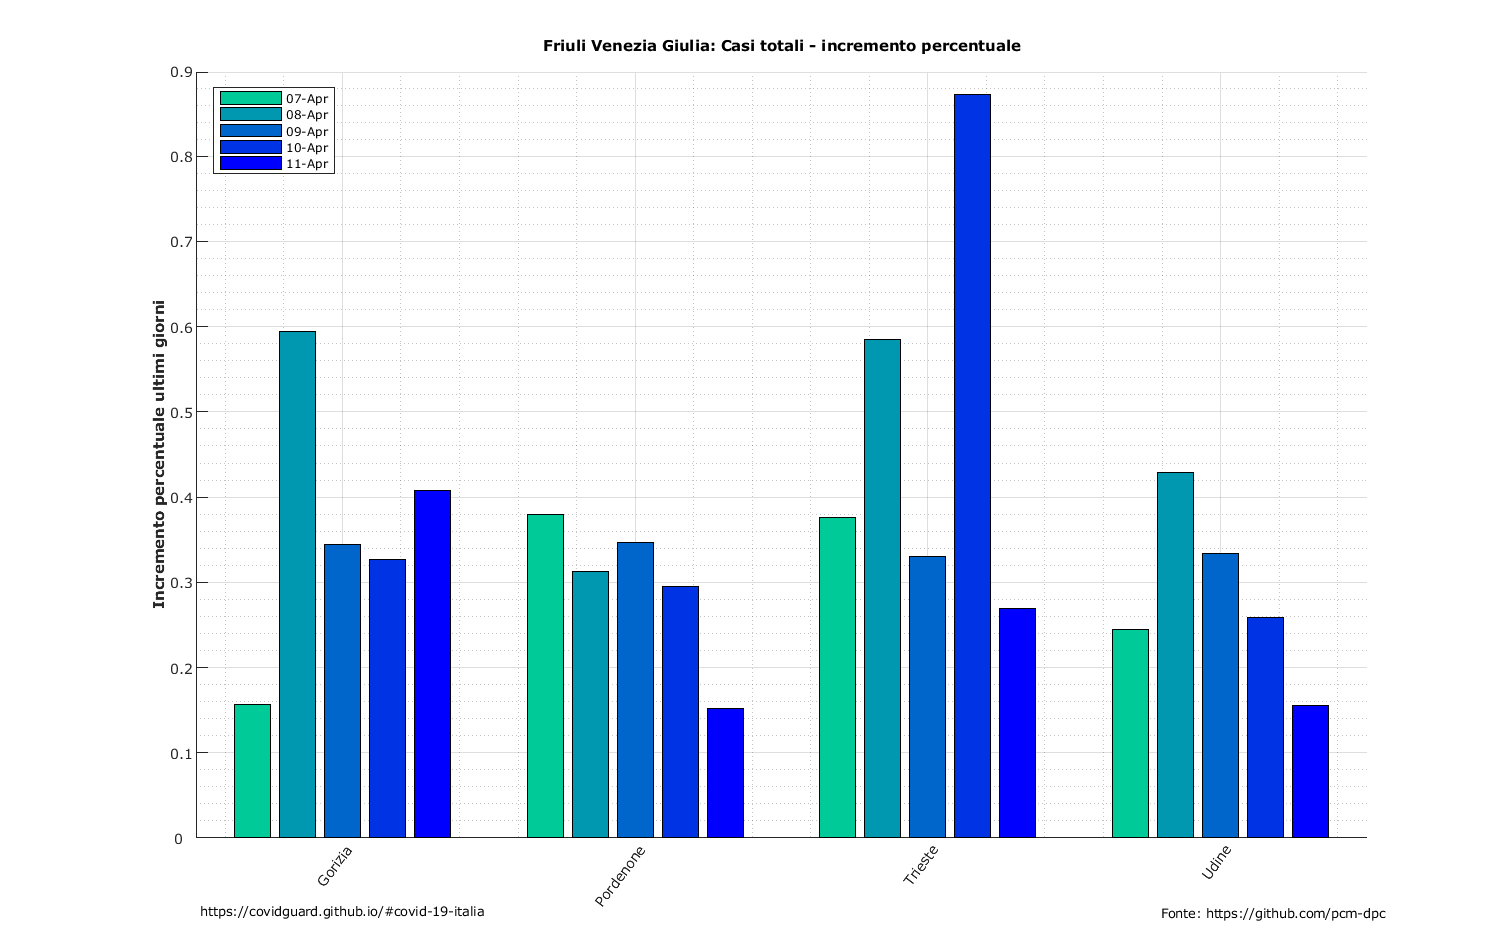 Friuli Venezia Giulia: Casi totali - incremento percentuale
Incremento percentuale ultimi giorni
0.9
0.8
0.7
0.6
0.5
0.4
0.3
0.2
0.1
0
07-Apr
08-Apr
09-Apr
10-Apr
11-Apr
Gorizia
Pordenone
Trieste
Udine
https://covidguard.github.io/#covid-19-italia
Fonte: https://github.com/pcm-dpc